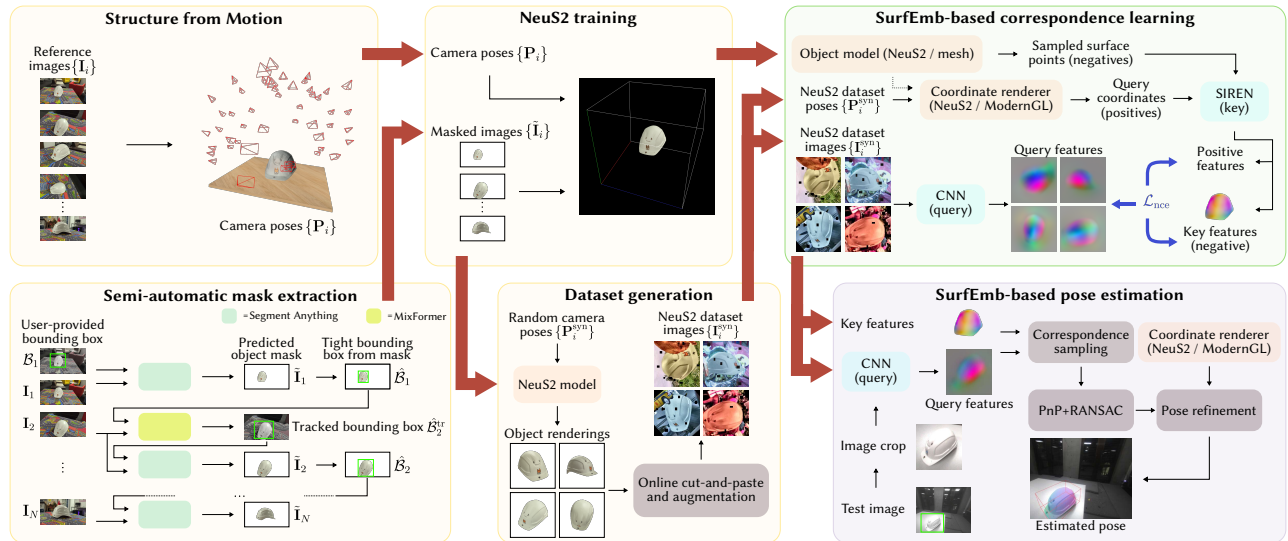 Structure from Motion
Reference
images {I_i}
Camera poses {P_i}
NeuS2 training
Camera poses {P_i}
Masked images {Ĩ_i}
SurfEmb-based correspondence learning
Object model (NeuS2 / mesh)
Sampled surface
points (negatives)
NeuS2 dataset
poses {P_i^syn}
Coordinate renderer
(NeuS2 / ModernGL)
Query
coordinates
(positives)
SIREN
(key)
NeuS2 dataset
images {I_i^syn}
CNN
(query)
Query features
ℒ_nce
Positive
features
Key features
(negative)
Semi-automatic mask extraction
=Segment Anything
=MixFormer
User-provided
bounding box
Predicted
object mask
Tight bounding
box from mask
ℬ_1
Ĩ_1
ℬ̂_1
I_1
I_2
Tracked bounding box ℬ̂_2^tr
Ĩ_2
ℬ̂_2
I_N
Ĩ_N
Dataset generation
Random camera
poses {P_i^syn}
NeuS2 model
Object renderings
NeuS2 dataset
images {I_i^syn}
Online cut-and-paste
and augmentation
SurfEmb-based pose estimation
Key features
CNN
(query)
Query features
Image crop
Test image
Correspondence
sampling
Coordinate renderer
(NeuS2 / ModernGL)
PnP+RANSAC
Pose refinement
Estimated pose